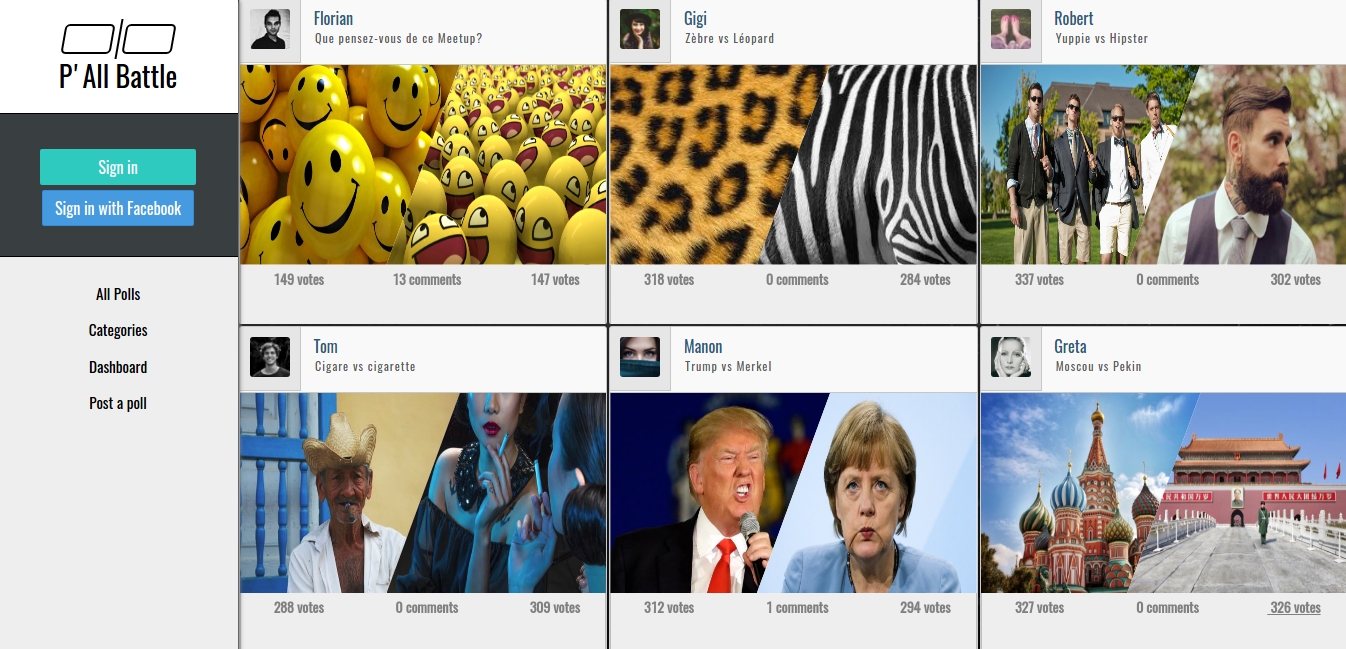 P' All Battle
Sign in
Sign in with Facebook
All Polls
Categories
Dashboard
Post a poll
Florian
Que pensez-vous de ce Meetup?
149 votes 13 comments 147 votes
Gigi
Zèbre vs Léopard
318 votes 0 comments 284 votes
Robert
Yuppie vs Hipster
337 votes 0 comments 302 votes
Tom
Cigare vs cigarette
288 votes 0 comments 309 votes
Manon
Trump vs Merkel
312 votes 1 comments 294 votes
Greta
Moscou vs Pekin
327 votes 0 comments 326 votes